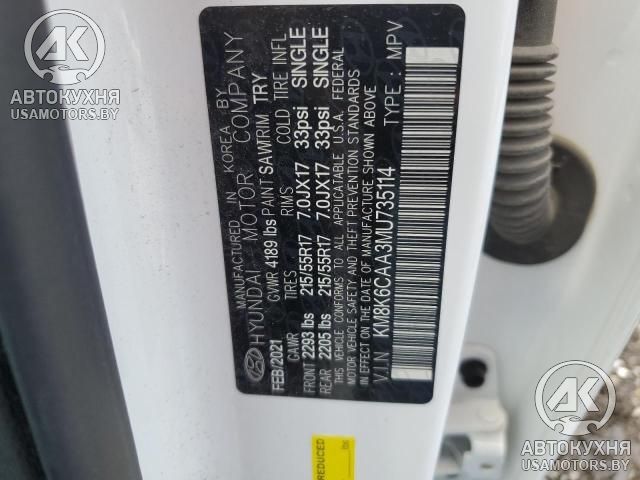 MANUFACTURED IN KOREA BY
HYUNDAI MOTOR COMPANY
FEB/2021 GVWR 4189 lbs PAINT SAW TRIM TRY
GAWR TIRES RIMS COLD TIRE INFL
FRONT 2293 lbs 215/55R17 7.0JX17 33psi SINGLE
REAR 2205 lbs 215/55R17 7.0JX17 33psi SINGLE
THIS VEHICLE CONFORMS TO ALL APPLICABLE U.S.A. FEDERAL
MOTOR VEHICLE SAFETY AND THEFT PREVENTION STANDARDS
IN EFFECT ON THE DATE OF MANUFACTURE SHOWN ABOVE
V.I.N KM8K6CAA3MU735114 TYPE : MPV
REDUCED
lbs
АВТОКУХНЯ
USAMOTORS.BY
АВТОКУХНЯ
USAMOTORS.BY